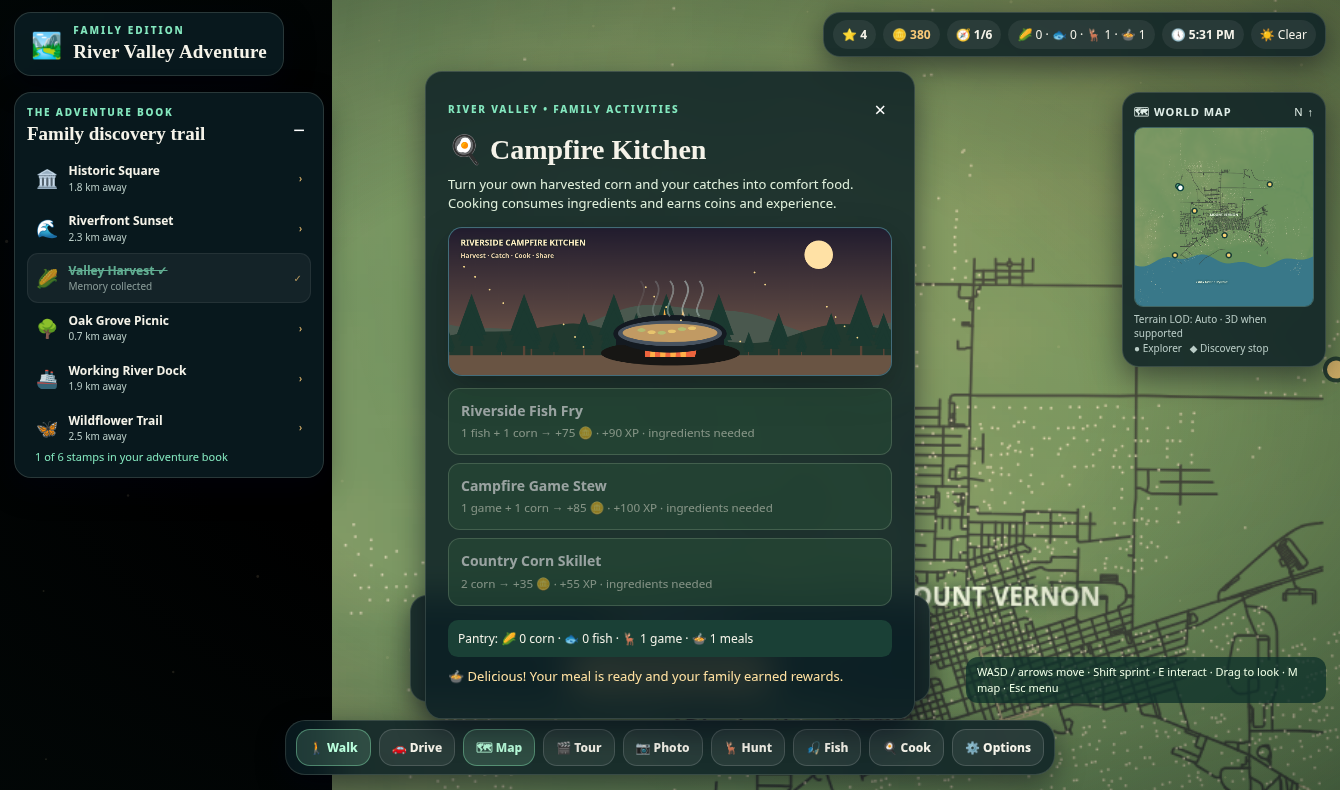 FAMILY EDITION
River Valley Adventure
4
380
1/6
0 · 0 · 1 · 1
5:31 PM
Clear
THE ADVENTURE BOOK
Family discovery trail
−
Historic Square
1.8 km away
›
Riverfront Sunset
2.3 km away
›
Valley Harvest ✓
Memory collected
✓
Oak Grove Picnic
0.7 km away
›
Working River Dock
1.9 km away
›
Wildflower Trail
2.5 km away
›
1 of 6 stamps in your adventure book
RIVER VALLEY • FAMILY ACTIVITIES
✕
Campfire Kitchen
Turn your own harvested corn and your catches into comfort food.
Cooking consumes ingredients and earns coins and experience.
RIVERSIDE CAMPFIRE KITCHEN
Harvest · Catch · Cook · Share
Riverside Fish Fry
1 fish + 1 corn → +75 🪙 · +90 XP · ingredients needed
Campfire Game Stew
1 game + 1 corn → +85 🪙 · +100 XP · ingredients needed
Country Corn Skillet
2 corn → +35 🪙 · +55 XP · ingredients needed
Pantry: 🌽 0 corn · 🐟 0 fish · 🦌 1 game · 🍲 1 meals
🍲 Delicious! Your meal is ready and your family earned rewards.
WORLD MAP
N ↑
Terrain LOD: Auto · 3D when
supported
● Explorer ◆ Discovery stop
OUNT VERNON
WASD / arrows move · Shift sprint · E interact · Drag to look · M
map · Esc menu
Walk
Drive
Map
Tour
Photo
Hunt
Fish
Cook
Options